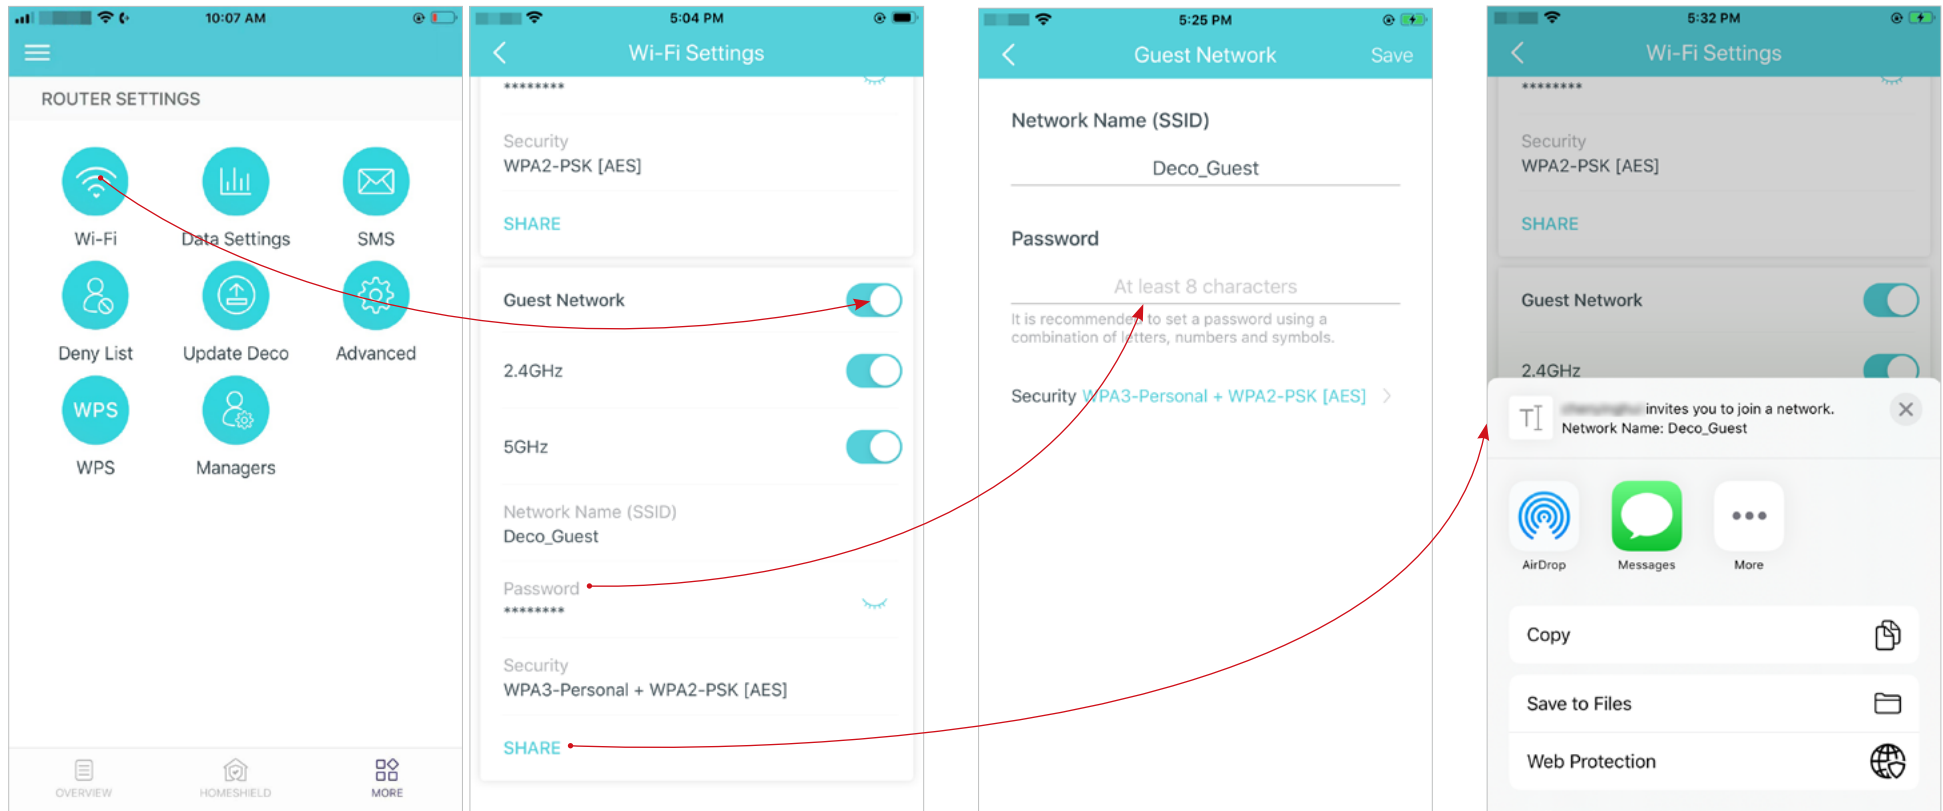 10:07 AM
ROUTER SETTINGS
Wi-Fi
Data Settings
SMS
Deny List
Update Deco
Advanced
WPS
WPS
Managers
OVERVIEW
HOMESHIELD
MORE
5:04 PM
Wi-Fi Settings
********
Security
WPA2-PSK [AES]
SHARE
Guest Network
2.4GHz
5GHz
Network Name (SSID)
Deco_Guest
Password
********
Security
WPA3-Personal + WPA2-PSK [AES]
SHARE
5:25 PM
Guest Network
Save
Network Name (SSID)
Deco_Guest
Password
At least 8 characters
It is recommended to set a password using a
combination of letters, numbers and symbols.
Security WPA3-Personal + WPA2-PSK [AES]
5:32 PM
Wi-Fi Settings
********
Security
WPA2-PSK [AES]
SHARE
Guest Network
2.4GHz
invites you to join a network.
Network Name: Deco_Guest
AirDrop
Messages
More
Copy
Save to Files
Web Protection